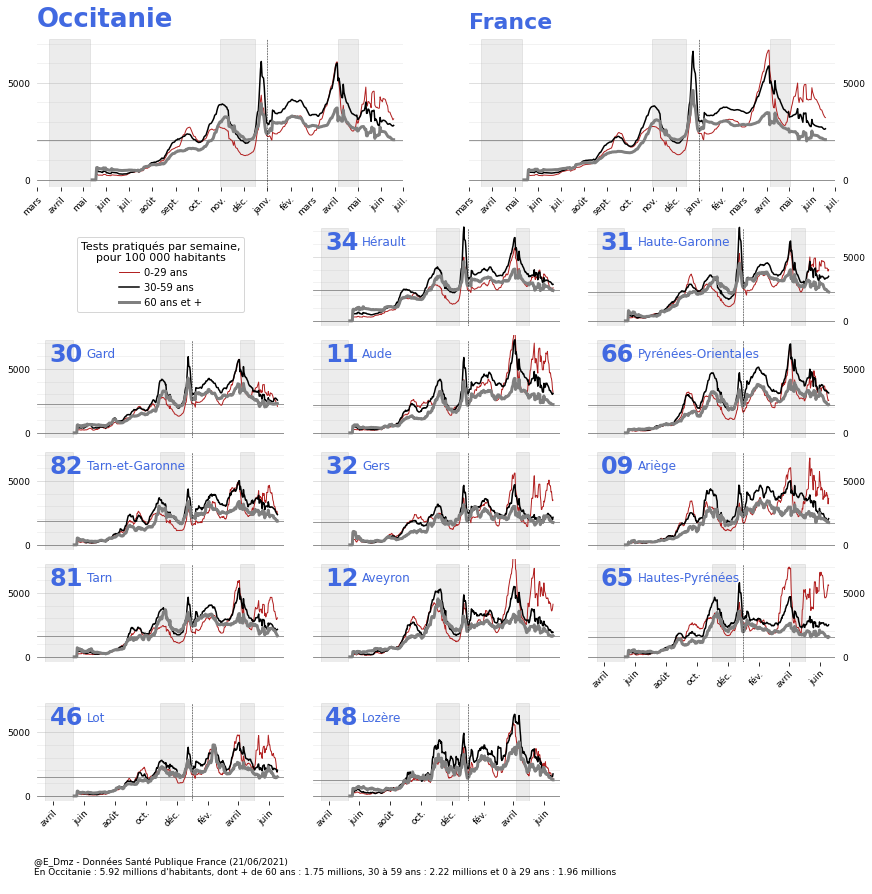 Occitanie
France
5000
5000
0
0
mars avril mai juin juil. août sept. oct. nov. déc. janv. fév. mars avril mai juin juil.
mars avril mai juin juil. août sept. oct. nov. déc. janv. fév. mars avril mai juin juil.
Tests pratiqués par semaine,
pour 100 000 habitants
0-29 ans
30-59 ans
60 ans et +
34 Hérault
31 Haute-Garonne
5000
0
30 Gard
11 Aude
66 Pyrénées-Orientales
5000
5000
0
0
82 Tarn-et-Garonne
32 Gers
09 Ariège
5000
5000
0
0
81 Tarn
12 Aveyron
65 Hautes-Pyrénées
5000
5000
0
0
avril juin août oct. déc. fév. avril juin
46 Lot
48 Lozère
5000
0
avril juin août oct. déc. fév. avril juin
avril juin août oct. déc. fév. avril juin
@E_Dmz - Données Santé Publique France (21/06/2021)
En Occitanie : 5.92 millions d'habitants, dont + de 60 ans : 1.75 millions, 30 à 59 ans : 2.22 millions et 0 à 29 ans : 1.96 millions